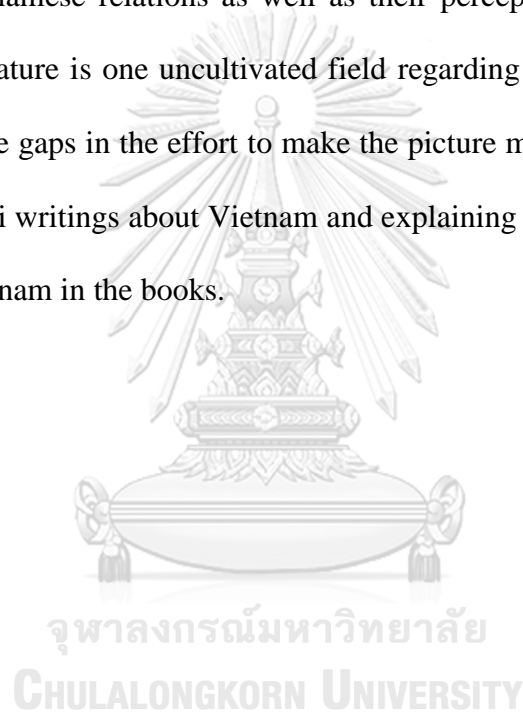 namese relations as well as their percep
ature is one uncultivated field regarding
e gaps in the effort to make the picture m
i writings about Vietnam and explaining
nam in the books.
จุฬาลงกรณ์มหาวิทยาลัย
CHULALONGKORN UNIVERSITY